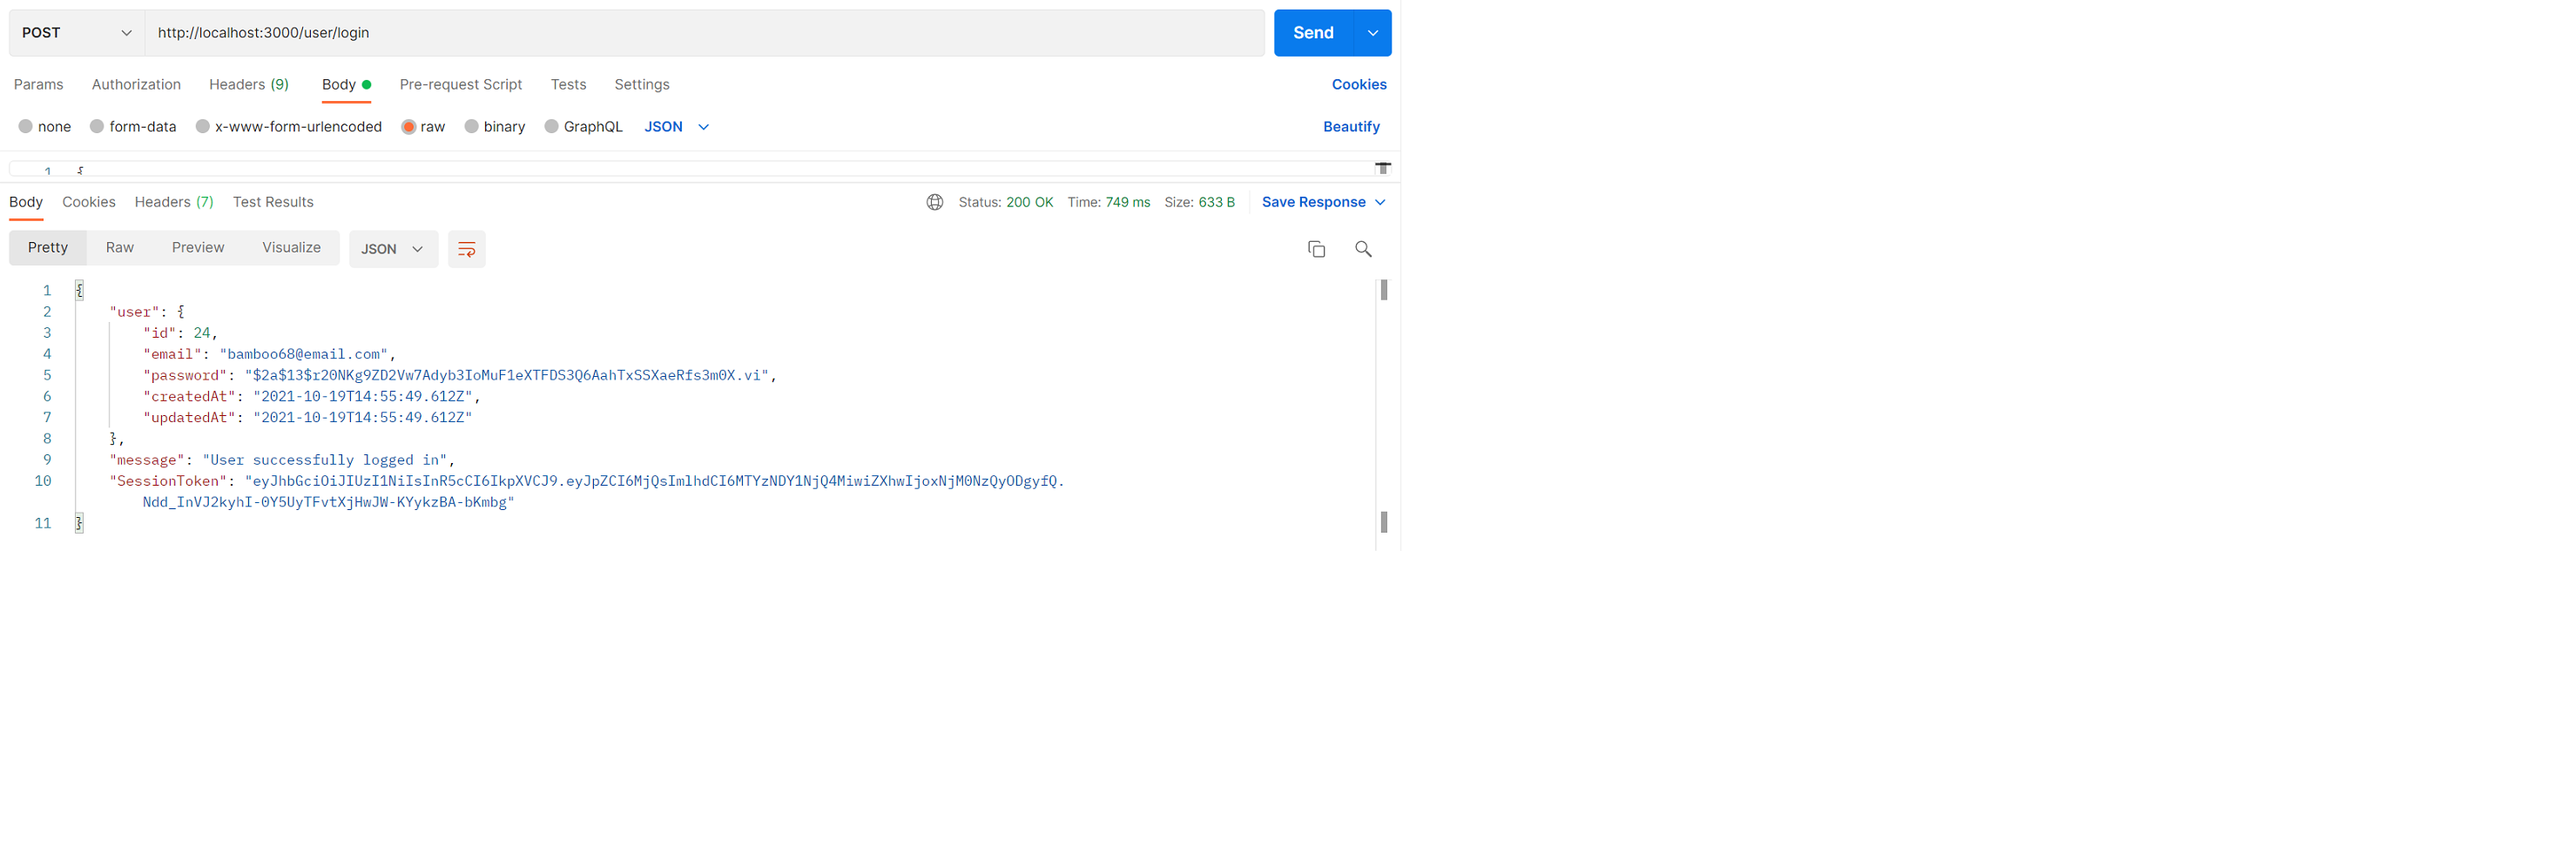 POST http://localhost:3000/user/login Send
Params Authorization Headers (9) Body Pre-request Script Tests Settings Cookies
none form-data x-www-form-urlencoded raw binary GraphQL JSON Beautify
1 {
Body Cookies Headers (7) Test Results Status: 200 OK Time: 749 ms Size: 633 B Save Response
Pretty Raw Preview Visualize JSON
1 {
2 "user": {
3 "id": 24,
4 "email": "bamboo68@email.com",
5 "password": "$2a$13$r20NKg9ZD2Vw7Adyb3IoMuF1eXTFDS3Q6AahTxSSXaeRfs3m0X.vi",
6 "createdAt": "2021-10-19T14:55:49.612Z",
7 "updatedAt": "2021-10-19T14:55:49.612Z"
8 },
9 "message": "User successfully logged in",
10 "SessionToken": "eyJhbGciOiJIUzI1NiIsInR5cCI6IkpXVCJ9.eyJpZCI6MjQsImlhdCI6MTYzNDY1NjQ4MiwiZXhwIjoxNjM0NzQyODgyfQ.
Ndd_InVJ2kyhI-0Y5UyTFvtXjHwJW-KYykzBA-bKmbg"
11 }